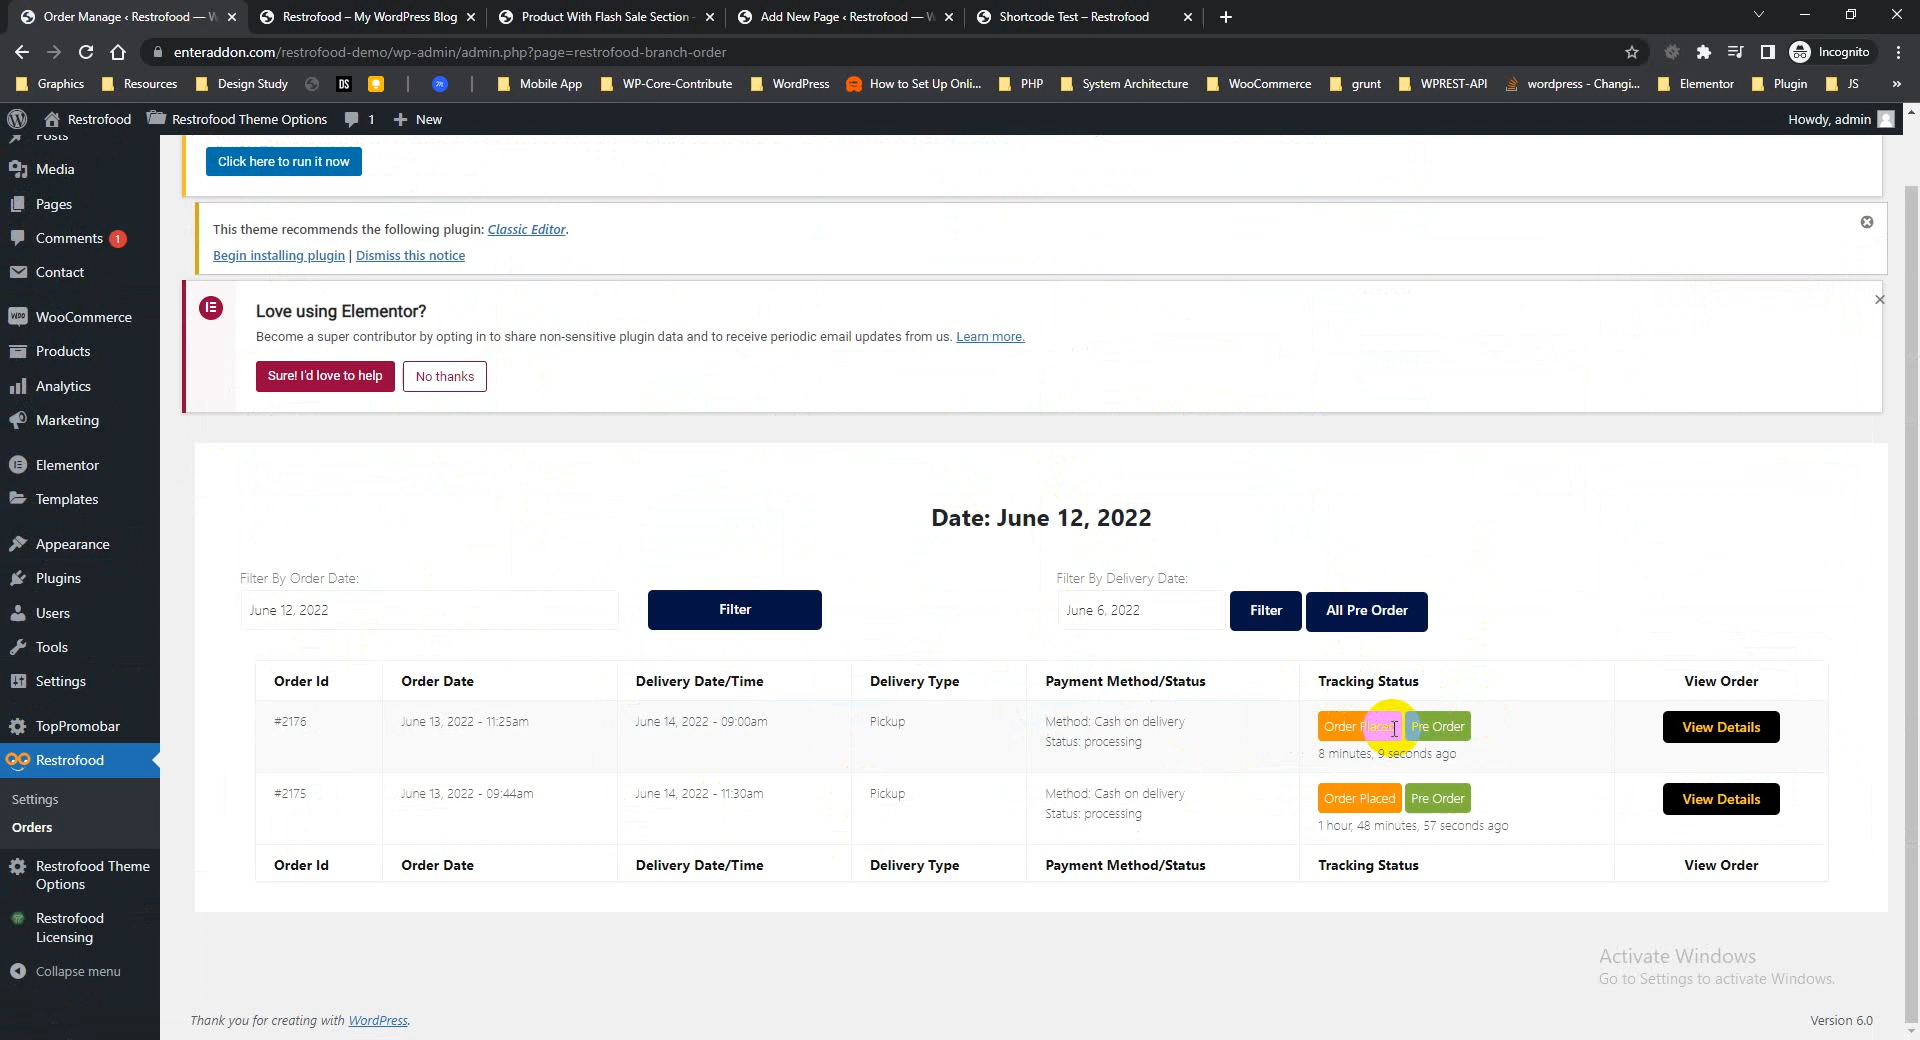 Order Manage ‹ Restrofood — W
Restrofood – My WordPress Blog
Product With Flash Sale Section
Add New Page ‹ Restrofood — W
Shortcode Test – Restrofood
enteraddon.com/restrofood-demo/wp-admin/admin.php?page=restrofood-branch-order
Incognito
Graphics
Resources
Design Study
DS
Mobile App
WP-Core-Contribute
WordPress
How to Set Up Onli...
PHP
System Architecture
WooCommerce
grunt
WPREST-API
wordpress - Changi...
Elementor
Plugin
JS
»
Restrofood
Restrofood Theme Options
1
New
Howdy, admin
Posts
Media
Pages
Comments 1
Contact
WooCommerce
Products
Analytics
Marketing
Elementor
Templates
Appearance
Plugins
Users
Tools
Settings
TopPromobar
Restrofood
Settings
Orders
Restrofood Theme
Options
Restrofood
Licensing
Collapse menu
Click here to run it now
This theme recommends the following plugin: Classic Editor.
Begin installing plugin | Dismiss this notice
Love using Elementor?
Become a super contributor by opting in to share non-sensitive plugin data and to receive periodic email updates from us. Learn more.
Sure! I'd love to help
No thanks
Date: June 12, 2022
Filter By Order Date:
June 12, 2022
Filter
Filter By Delivery Date:
June 6, 2022
Filter
All Pre Order
Order Id Order Date Delivery Date/Time Delivery Type Payment Method/Status Tracking Status View Order
#2176 June 13, 2022 - 11:25am June 14, 2022 - 09:00am Pickup Method: Cash on delivery Order Placed Pre Order View Details
Status: processing 8 minutes, 9 seconds ago
#2175 June 13, 2022 - 09:44am June 14, 2022 - 11:30am Pickup Method: Cash on delivery Order Placed Pre Order View Details
Status: processing 1 hour, 48 minutes, 57 seconds ago
Order Id Order Date Delivery Date/Time Delivery Type Payment Method/Status Tracking Status View Order
Activate Windows
Go to Settings to activate Windows.
Thank you for creating with WordPress.
Version 6.0